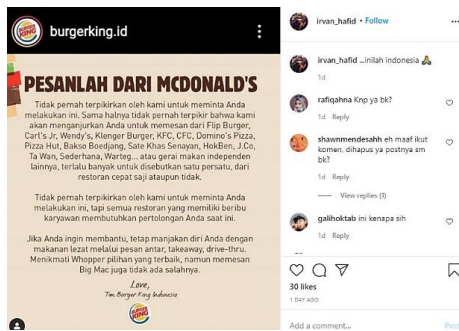 burgerking.id
PESANLAH DARI MCDONALD'S
Tidak pernah terpikirkan oleh kami untuk meminta Anda
melakukan ini. Sama halnya tidak pernah terpikir bahwa kami
akan menganjurkan Anda untuk memesan dari Flip Burger,
Carl's Jr, Wendy's, Klenger Burger, KFC, CFC, Domino's Pizza,
Pizza Hut, Bakso Boedjang, Sate Khas Senayan, HokBen, J.Co,
Ta Wan, Sederhana, Warteg... atau gerai makan independen
lainnya, terlalu banyak untuk disebutkan satu persatu, dari
restoran cepat saji ataupun tidak.
Tidak pernah terpikirkan oleh kami untuk meminta Anda
melakukan ini, tapi semua restoran yang memiliki beribu
karyawan membutuhkan pertolongan Anda saat ini.
Jika Anda ingin membantu, tetap manjakan diri Anda dengan
makanan lezat melalui pesan antar, takeaway, drive-thru.
Menikmati Whopper pilihan yang terbaik, namun memesan
Big Mac juga tidak ada salahnya.
Love,
Tim Burger King Indonesia
BURGER KING
irvan_hafid • Follow
irvan_hafid ...inilah indonesia 🙏
1d
rafiqahna Knp ya bk?
1d Reply
shawnmendesahh eh maaf ikut
komen, dihapus ya postnya sm
bk?
1d Reply
View replies (1)
galihoktab ini kenapa sih
1d Reply
30 likes
1 DAY AGO
Add a comment...
Post